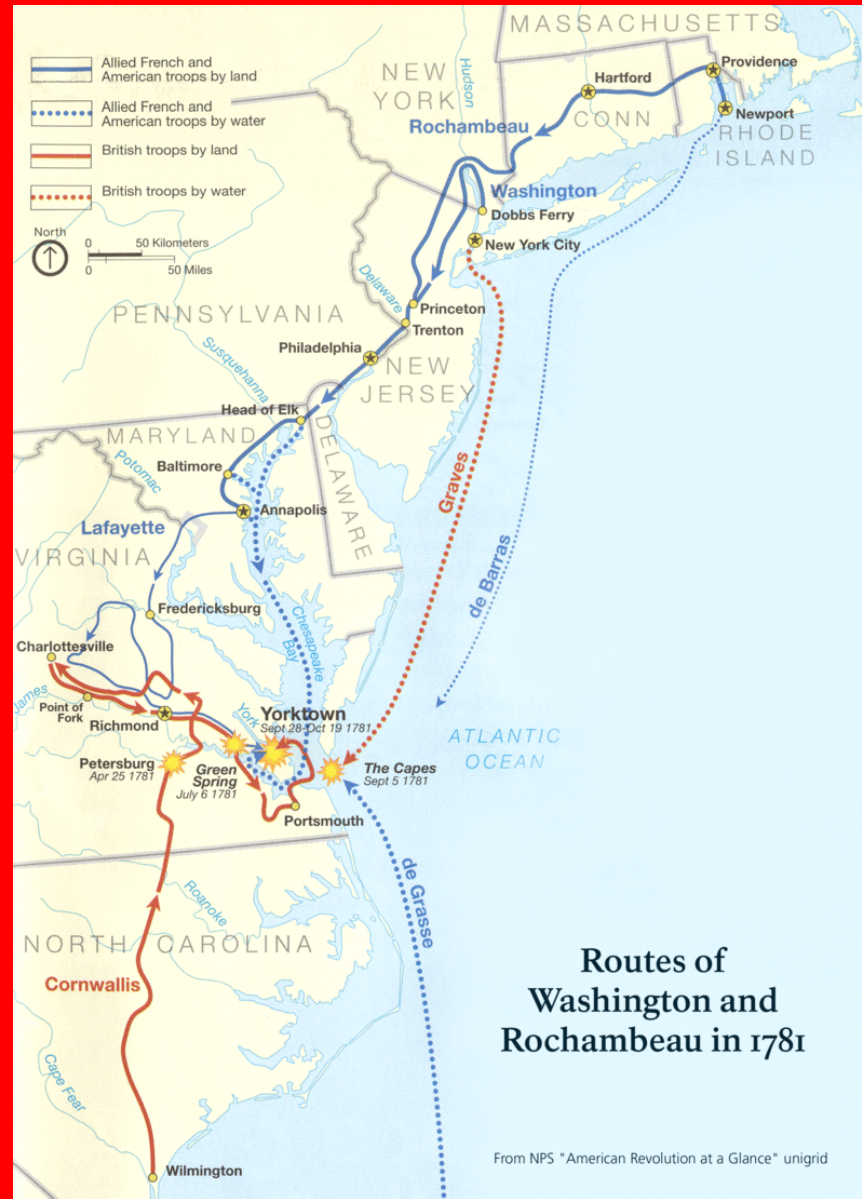 MASSACHUSETTS
Allied French and
American troops by land
Allied French and
American troops by water
British troops by land
British troops by water
North
0 50 Kilometers
0 50 Miles
NEW
YORK
Hudson
Hartford
Providence
CONN
Newport
RHODE
ISLAND
Rochambeau
Washington
Dobbs Ferry
New York City
Delaware
Princeton
Trenton
PENNSYLVANIA
Philadelphia
NEW
JERSEY
Susquehanna
Head of Elk
MARYLAND
DELAWARE
Baltimore
Potomac
Annapolis
Graves
de Barras
Lafayette
VIRGINIA
Fredericksburg
Chesapeake
Bay
Charlottesville
James
Point of
Fork
Richmond
York
Yorktown
Sept 28-Oct 19 1781
Petersburg
Apr 25 1781
Green
Spring
July 6 1781
The Capes
Sept 5 1781
ATLANTIC
OCEAN
Portsmouth
de Grasse
Roanoke
NORTH CAROLINA
Cornwallis
Cape Fear
Wilmington
Routes of
Washington and
Rochambeau in 1781
From NPS "American Revolution at a Glance" unigrid